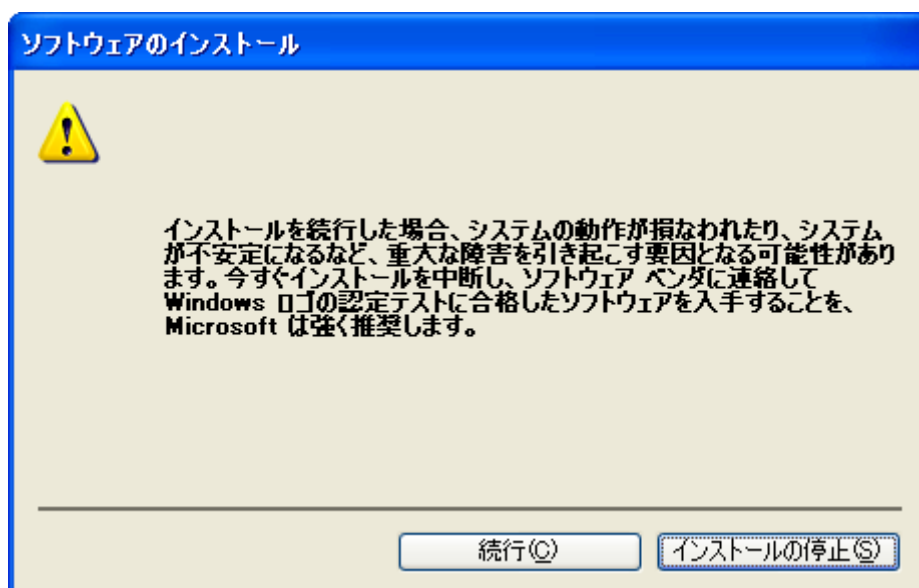 ソフトウェアのインストール
インストールを続行した場合、システムの動作が損なわれたり、システム
が不安定になるなど、重大な障害を引き起こす要因となる可能性があり
ます。今すぐインストールを中断し、ソフトウェア ベンダに連絡して
Windows ロゴの認定テストに合格したソフトウェアを入手することを、
Microsoft は強く推奨します。
続行(C)
インストールの停止(S)